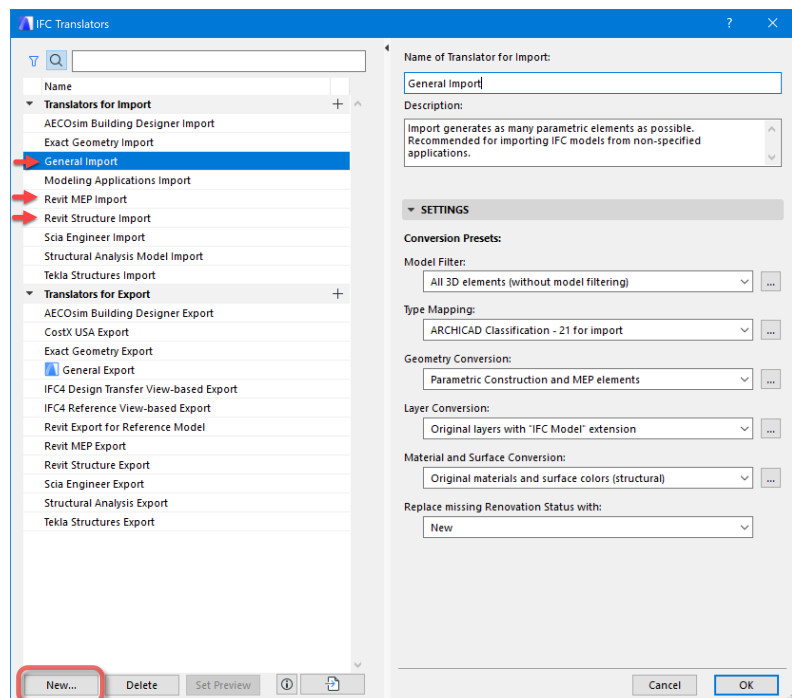 IFC Translators
?
Name
Translators for Import
AECOsim Building Designer Import
Exact Geometry Import
General Import
Modeling Applications Import
Revit MEP Import
Revit Structure Import
Scia Engineer Import
Structural Analysis Model Import
Tekla Structures Import
Translators for Export
AECOsim Building Designer Export
CostX USA Export
Exact Geometry Export
General Export
IFC4 Design Transfer View-based Export
IFC4 Reference View-based Export
Revit Export for Reference Model
Revit MEP Export
Revit Structure Export
Scia Engineer Export
Structural Analysis Export
Tekla Structures Export
New...
Delete
Set Preview
Name of Translator for Import:
General Import
Description:
Import generates as many parametric elements as possible.
Recommended for importing IFC models from non-specified
applications.
SETTINGS
Conversion Presets:
Model Filter:
All 3D elements (without model filtering)
...
Type Mapping:
ARCHICAD Classification - 21 for import
...
Geometry Conversion:
Parametric Construction and MEP elements
...
Layer Conversion:
Original layers with "IFC Model" extension
...
Material and Surface Conversion:
Original materials and surface colors (structural)
...
Replace missing Renovation Status with:
New
Cancel
OK